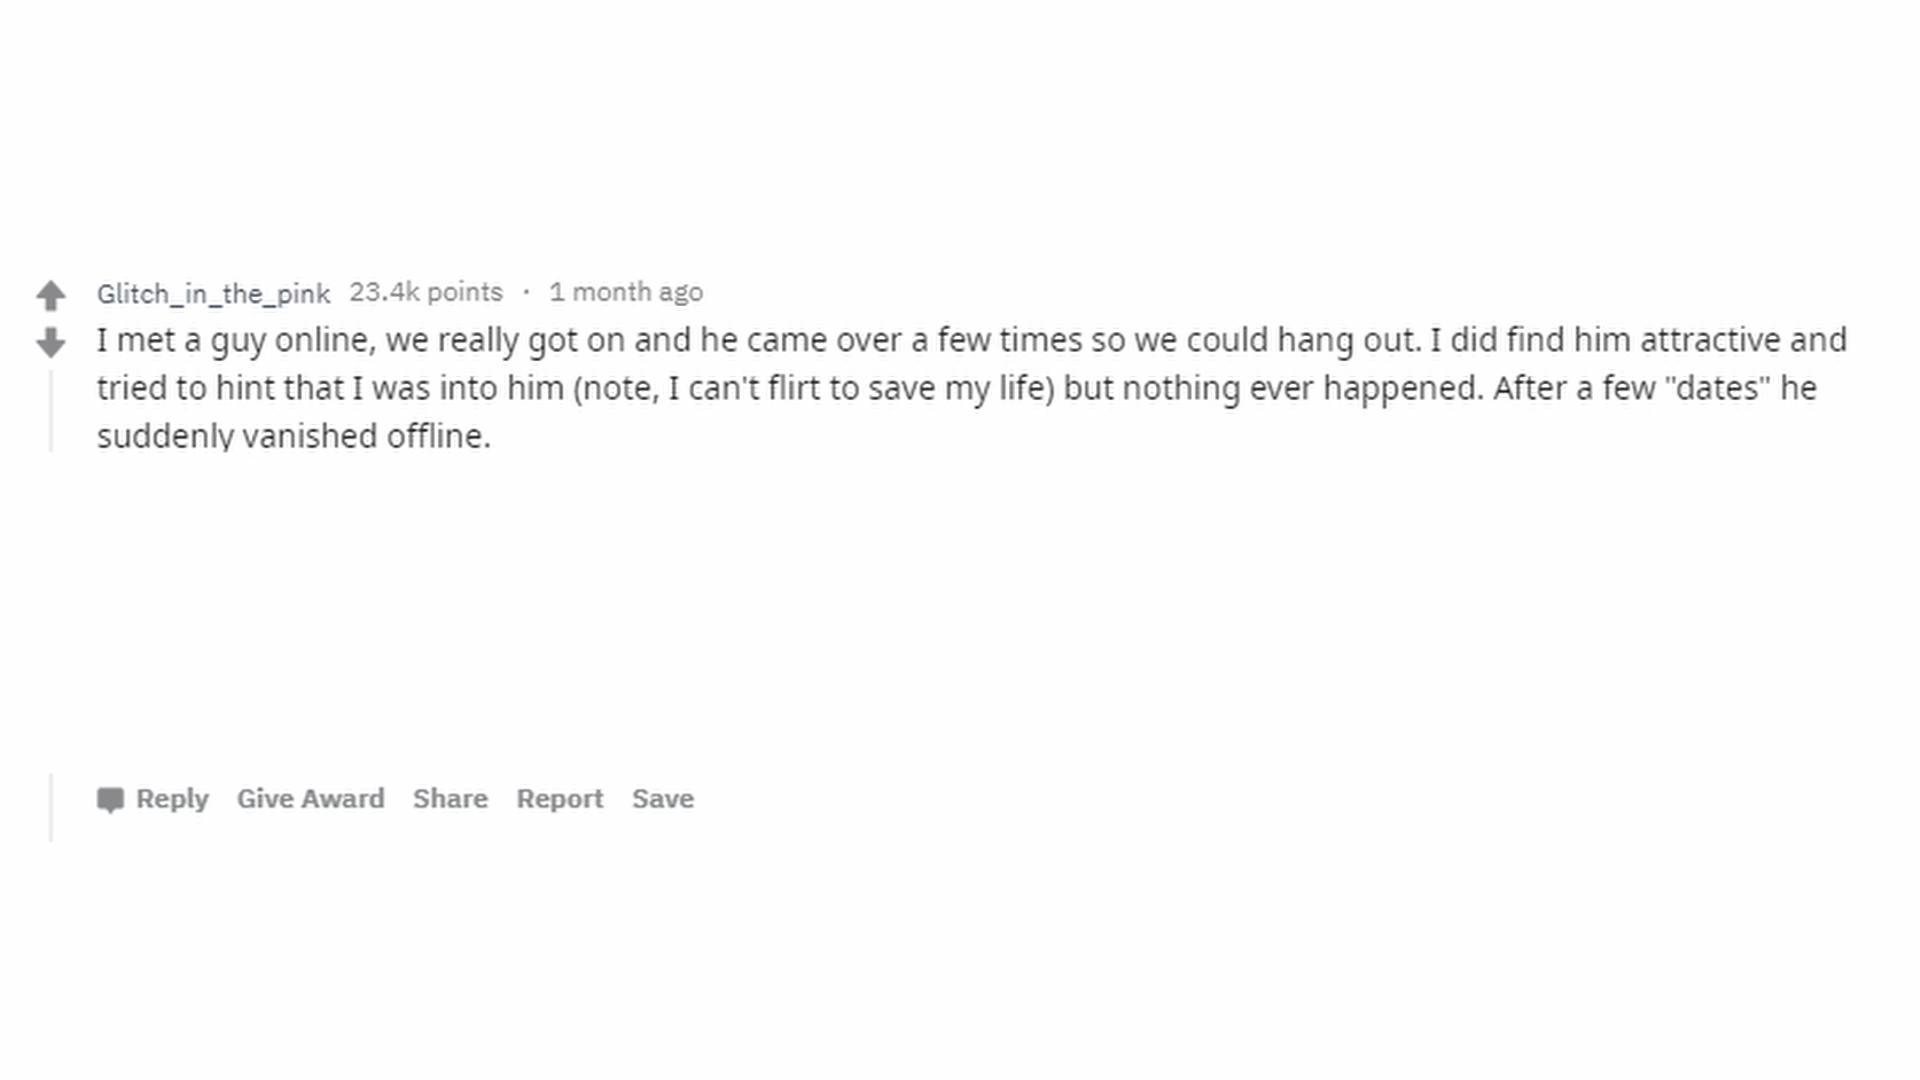 Glitch_in_the_pink 23.4k points · 1 month ago
I met a guy online, we really got on and he came over a few times so we could hang out. I did find him attractive and
tried to hint that I was into him (note, I can't flirt to save my life) but nothing ever happened. After a few "dates" he
suddenly vanished offline.
Reply Give Award Share Report Save